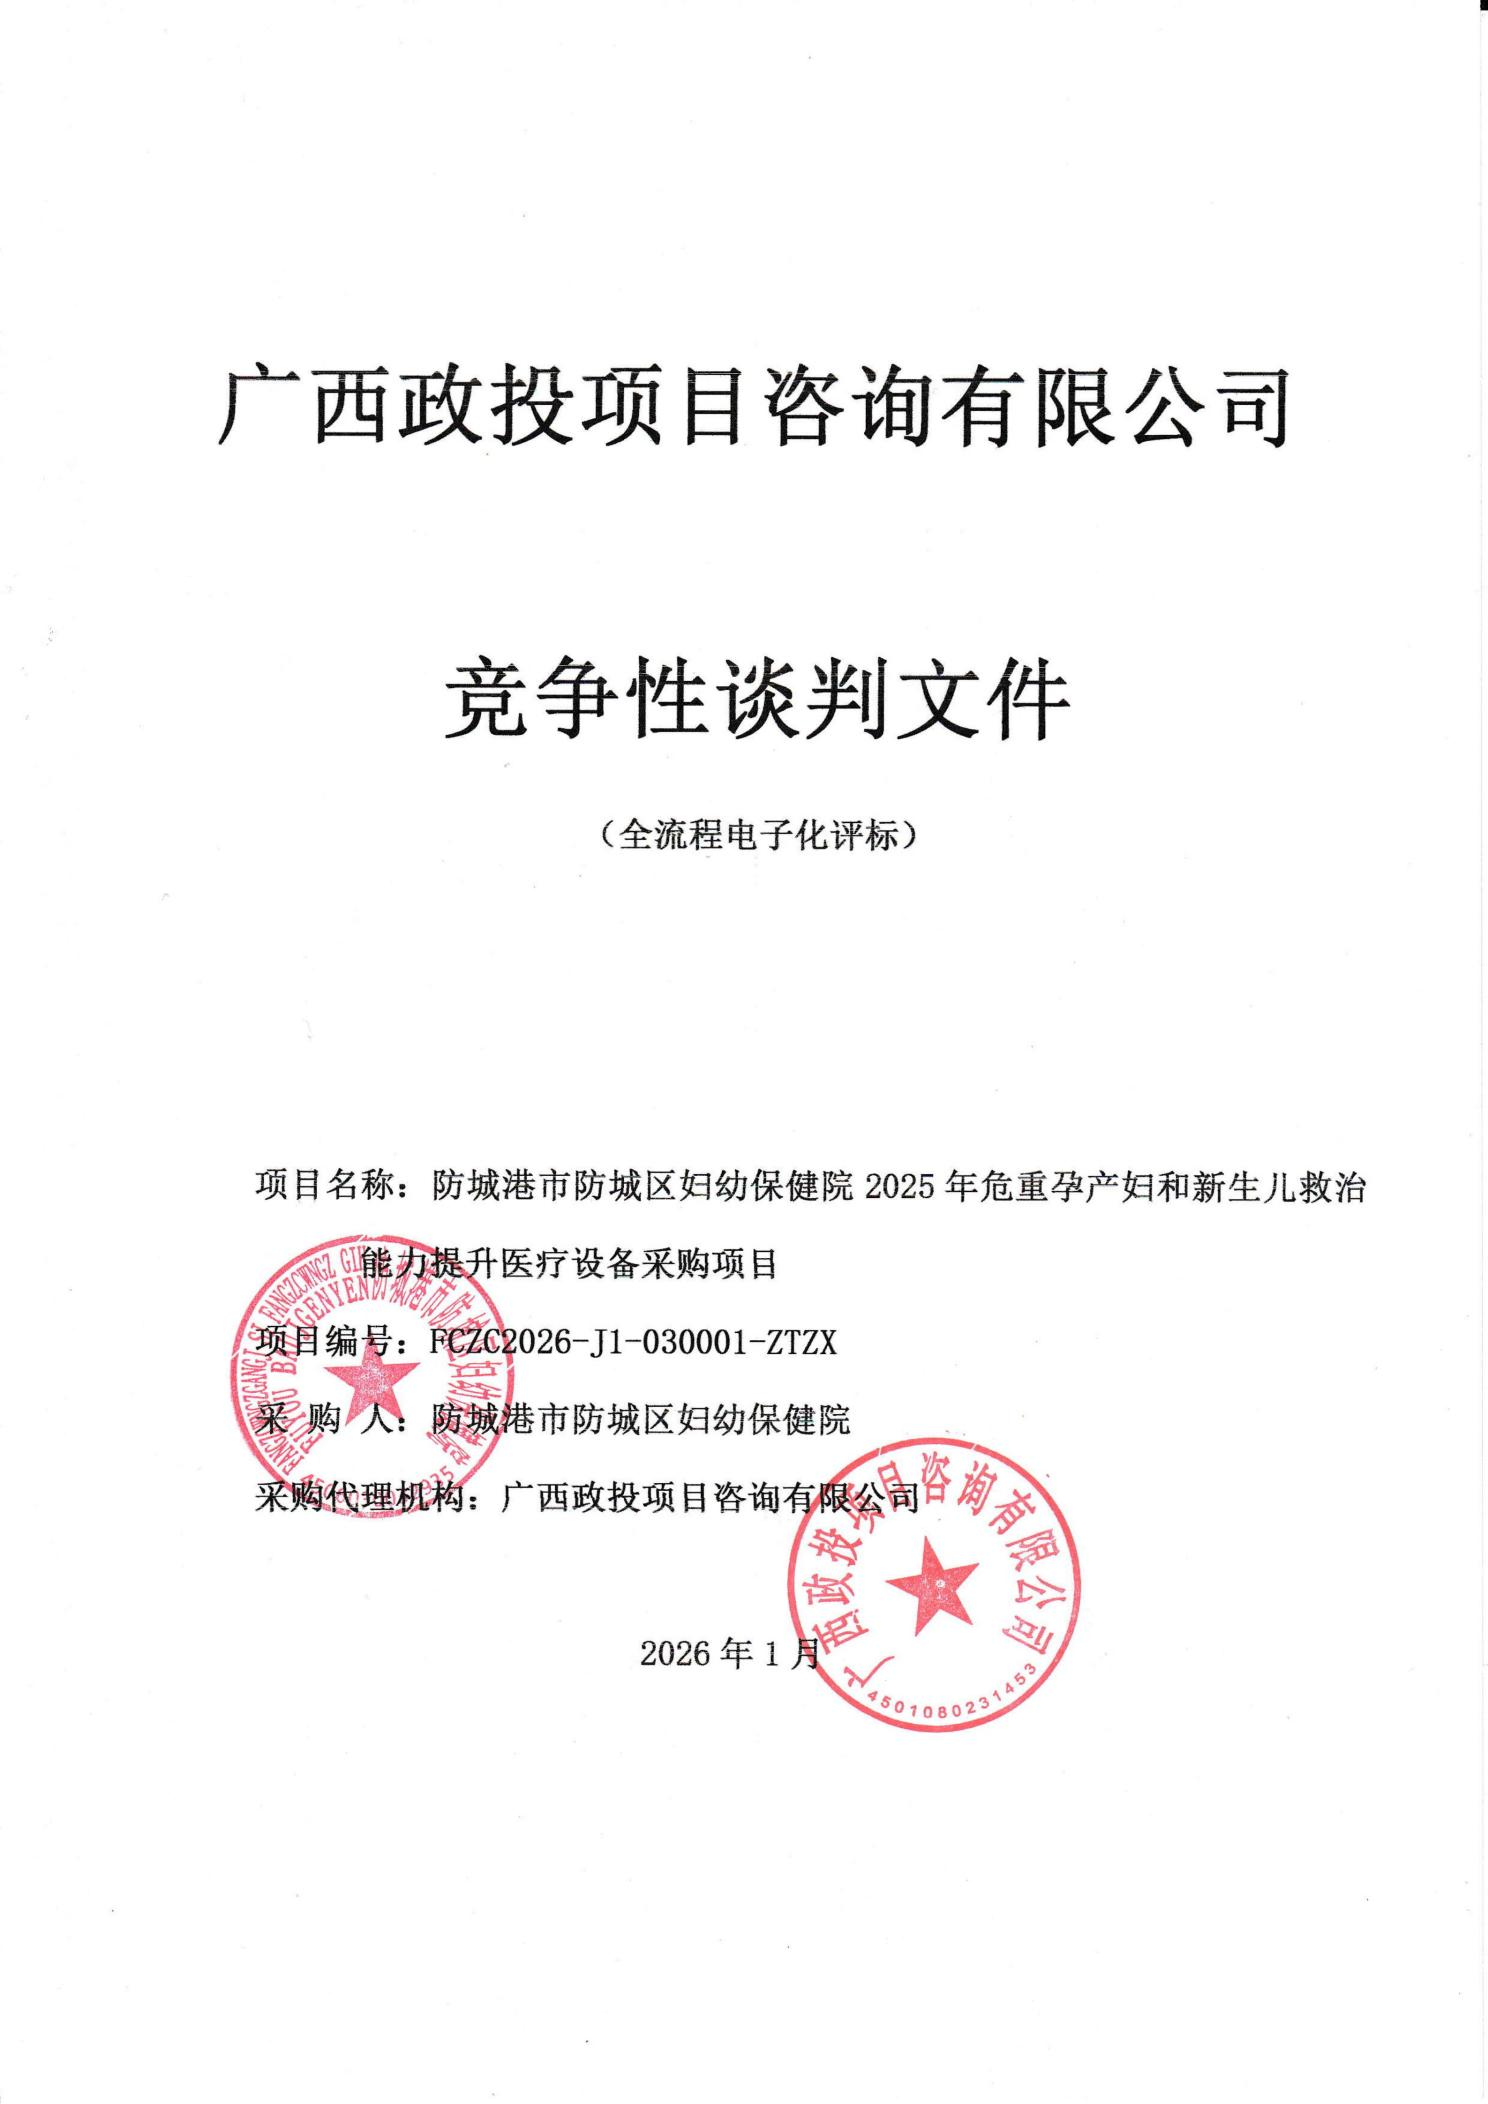 广西政投项目咨询有限公司
竞争性谈判文件
（全流程电子化评标）
项目名称：防城港市防城区妇幼保健院 2025 年危重孕产妇和新生儿救治
能力提升医疗设备采购项目
项目编号：FCZC2026-J1-030001-ZTZX
采 购 人：防城港市防城区妇幼保健院
采购代理机构：广西政投项目咨询有限公司
2026 年 1 月
广西政投项目咨询有限公司
4501080231453